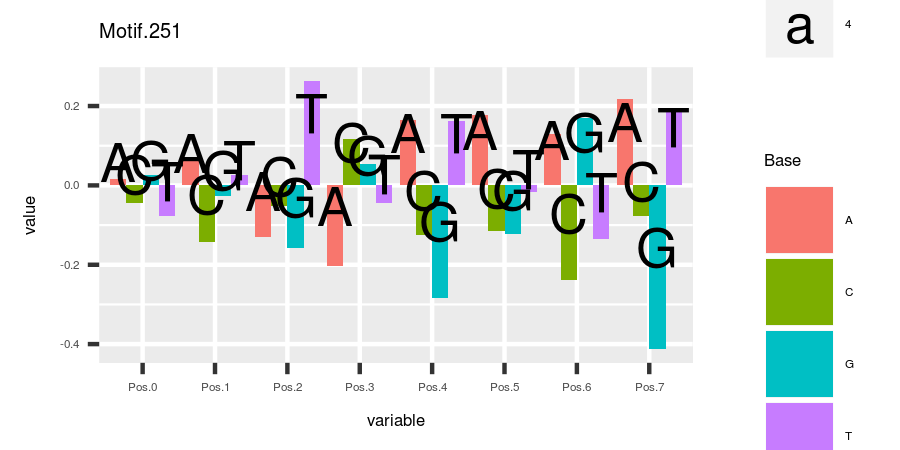 Motif.251
value
0.2
0.0
-0.2
-0.4
A C G T A C G T A C G T A C G T A C G T A C G T A C G T A C G T
Pos.0 Pos.1 Pos.2 Pos.3 Pos.4 Pos.5 Pos.6 Pos.7
variable
a 4
Base
A
C
G
T